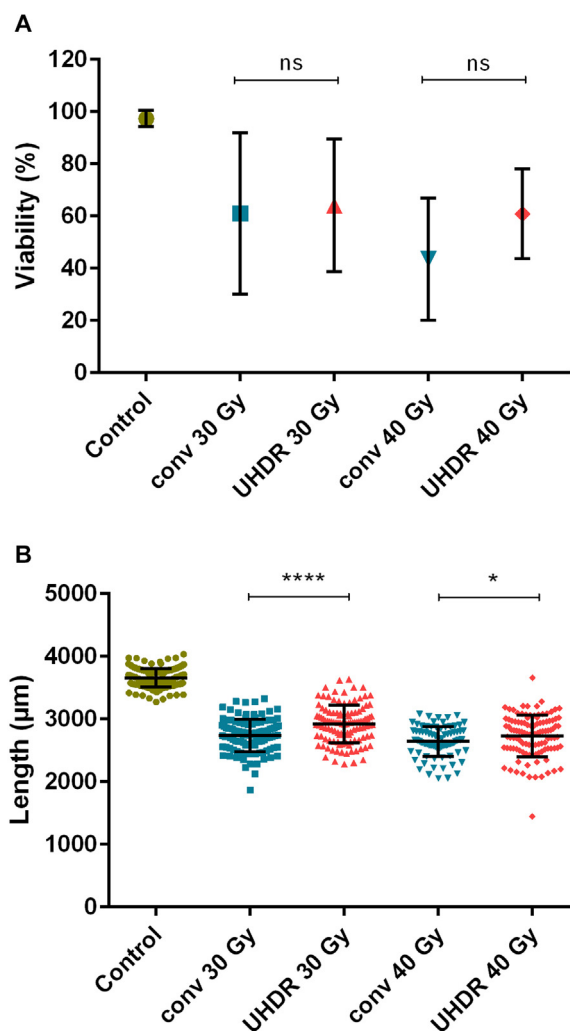 A
120
100
80
60
40
20
0
Viability (%)
ns
ns
Control
conv 30 Gy
UHDR 30 Gy
conv 40 Gy
UHDR 40 Gy
B
5000
4000
3000
2000
1000
0
Length (µm)
****
*
Control
conv 30 Gy
UHDR 30 Gy
conv 40 Gy
UHDR 40 Gy